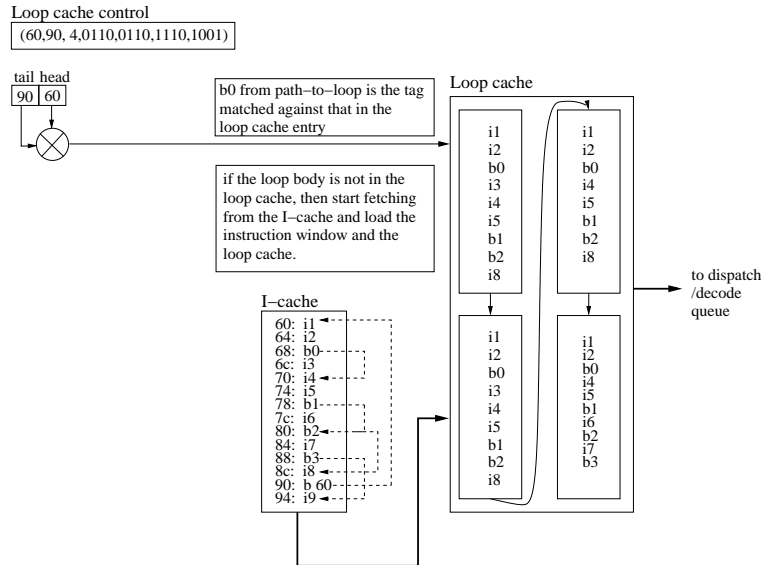 Loop cache control
(60,90, 4,0110,0110,1110,1001)
tail head
90 60
b0 from path−to−loop is the tag
matched against that in the
loop cache entry
if the loop body is not in the
loop cache, then start fetching
from the I−cache and load the
instruction window and the
loop cache.
I−cache
60: i1
64: i2
68: b0
6c: i3
70: i4
74: i5
78: b1
7c: i6
80: b2
84: i7
88: b3
8c: i8
90: b 60
94: i9
Loop cache
i1
i2
b0
i3
i4
i5
b1
b2
i8
i1
i2
b0
i3
i4
i5
b1
b2
i8
i1
i2
b0
i4
i5
b1
b2
i8
i1
i2
b0
i4
i5
b1
i6
b2
i7
b3
to dispatch
/decode
queue